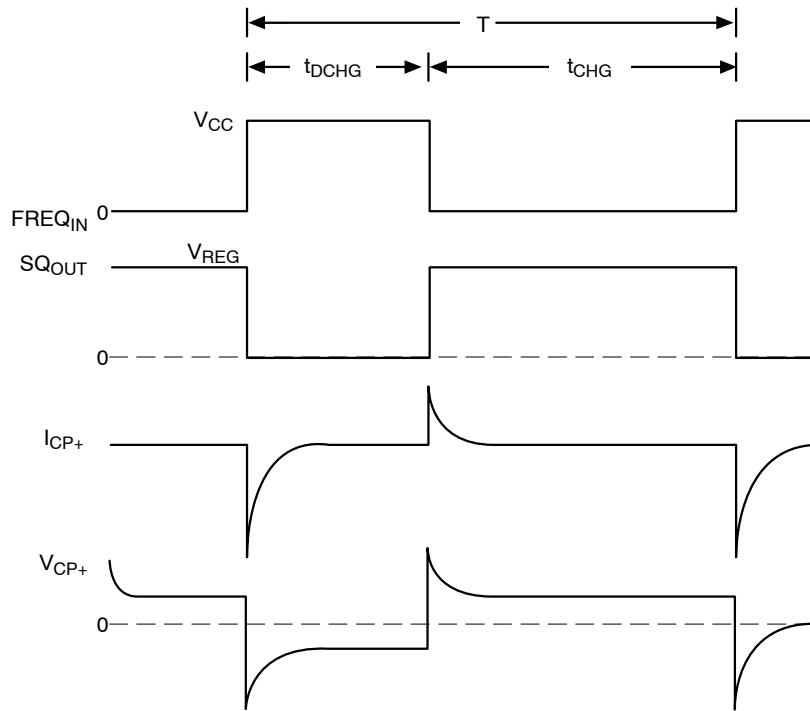 T
tDCHG tCHG
VCC
0
FREQIN
VREG
SQOUT
0
ICP+
VCP+
0